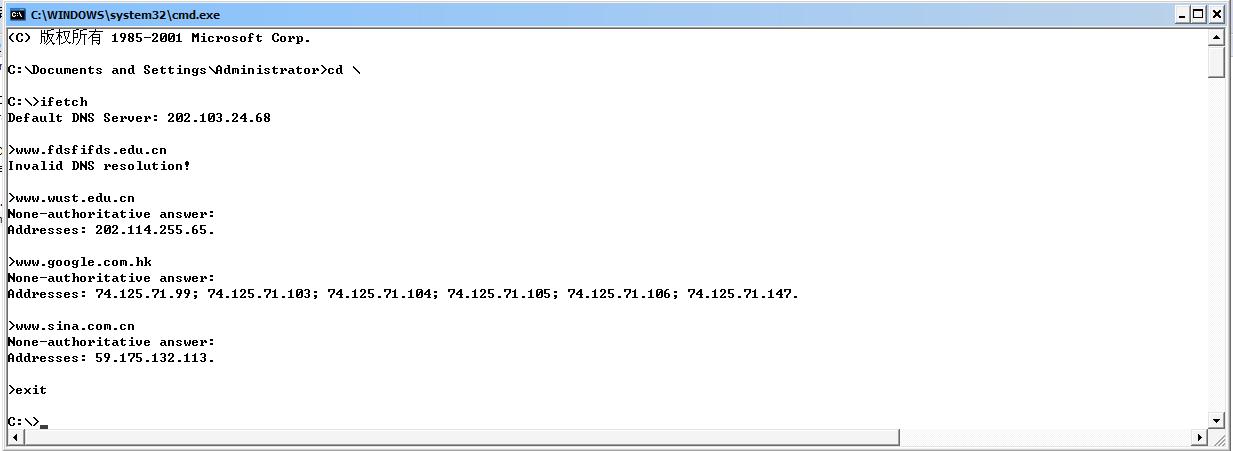 C:\WINDOWS\system32\cmd.exe
(C) 版权所有 1985-2001 Microsoft Corp.
C:\Documents and Settings\Administrator>cd \
C:\>ifetch
Default DNS Server: 202.103.24.68
>www.fdsfifds.edu.cn
Invalid DNS resolution!
>www.wust.edu.cn
None-authoritative answer:
Addresses: 202.114.255.65.
>www.google.com.hk
None-authoritative answer:
Addresses: 74.125.71.99; 74.125.71.103; 74.125.71.104; 74.125.71.105; 74.125.71.106; 74.125.71.147.
>www.sina.com.cn
None-authoritative answer:
Addresses: 59.175.132.113.
>exit
C:\>_